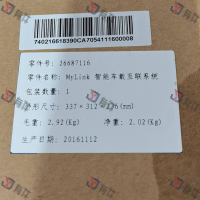 740216618390CA7054111600008
零件号: 26687116
零件名称: MyLink 智能车载互联系统
包装数量: 1
外形尺寸: 337×312×176(mm)
毛重: 2.92(Kg) 净重: 2.02(Kg)
生产日期: 20161112